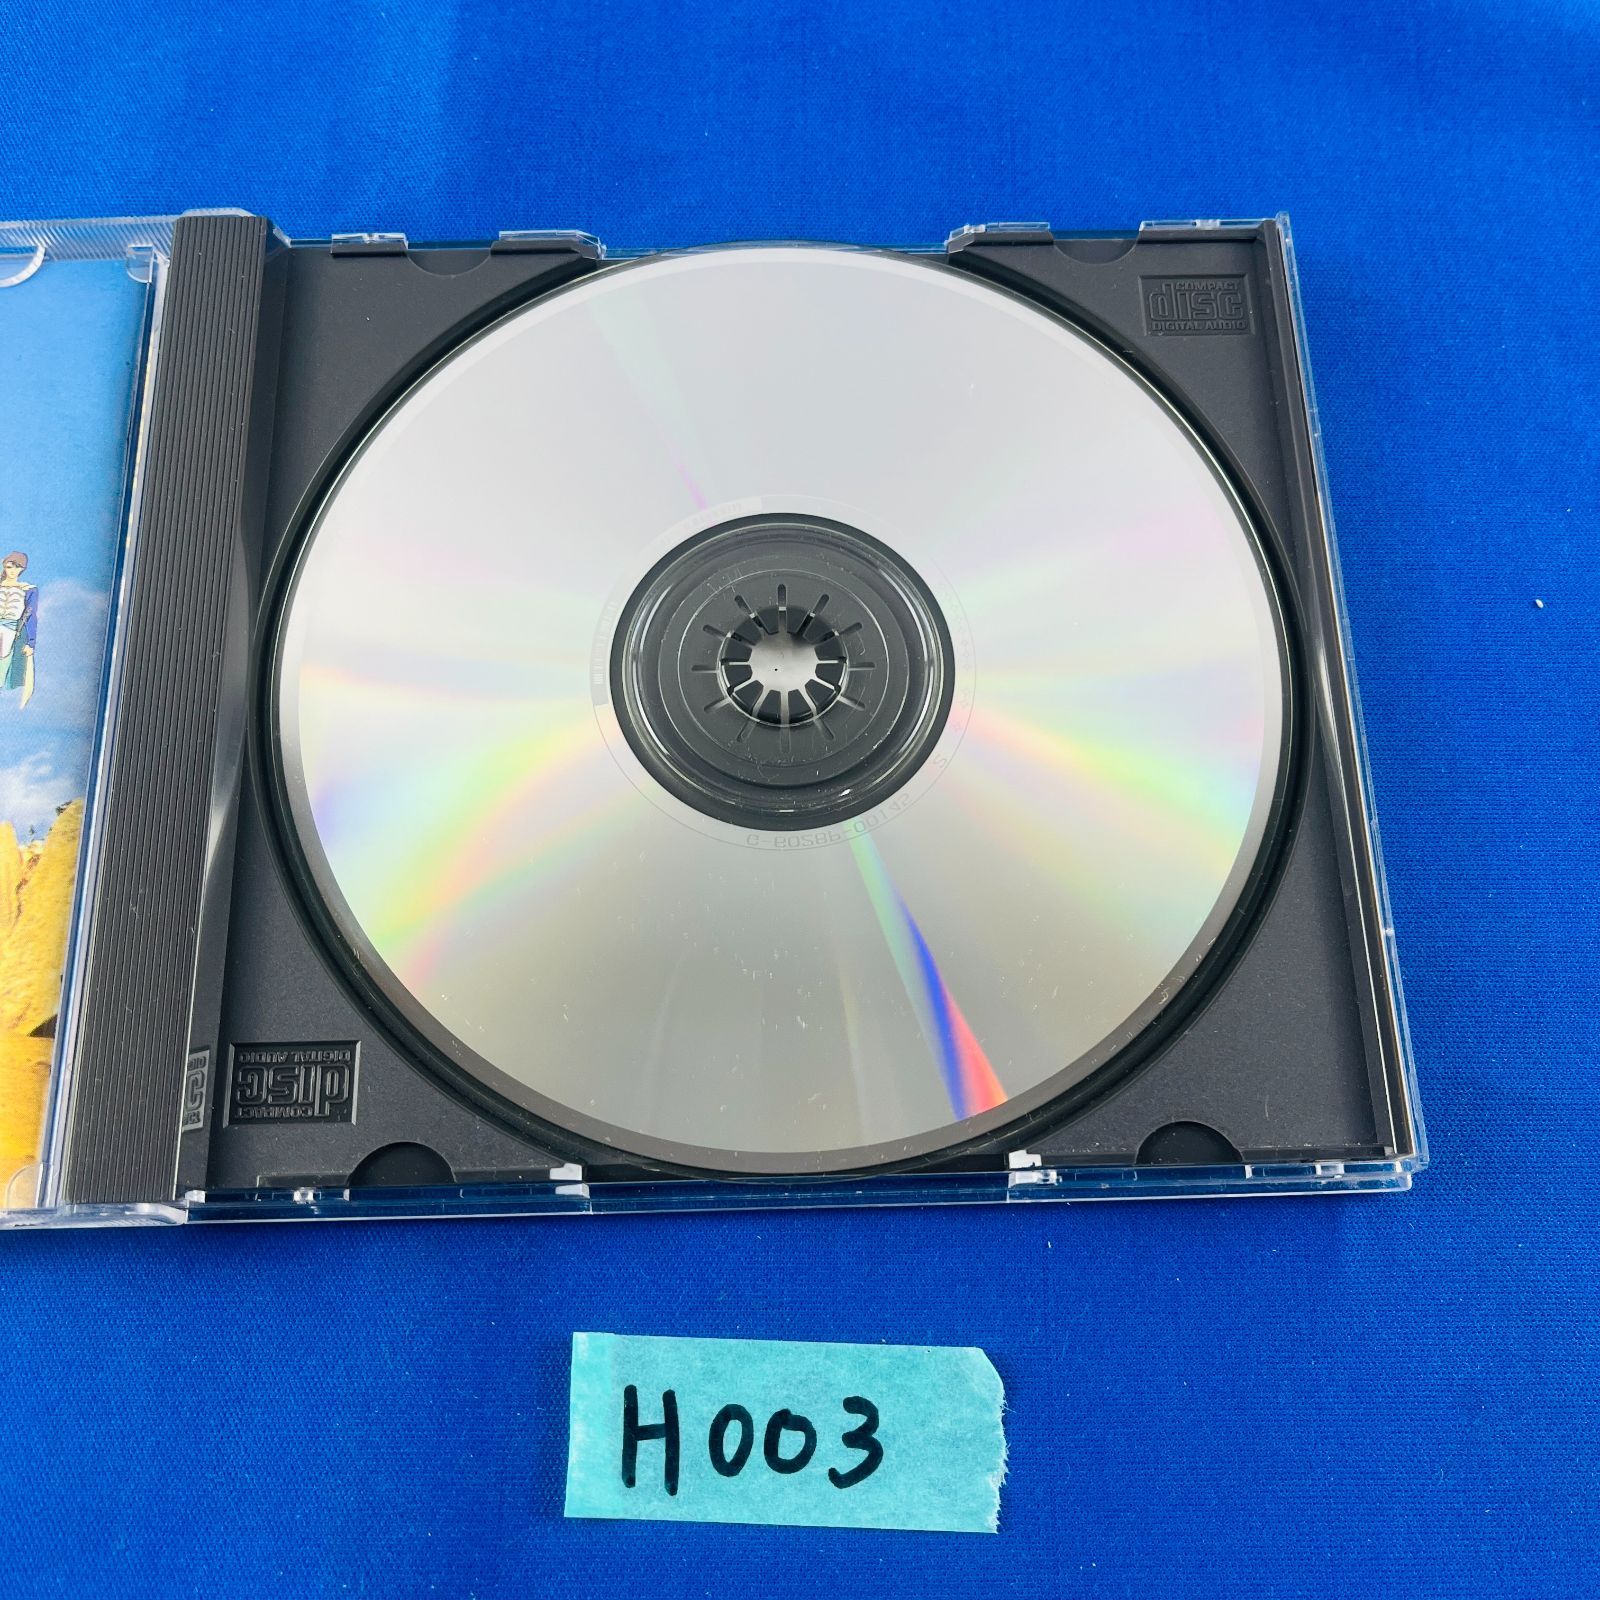 COMPACT
disc
DIGITAL AUDIO
COMPACT
disc
DIGITAL AUDIO
H003